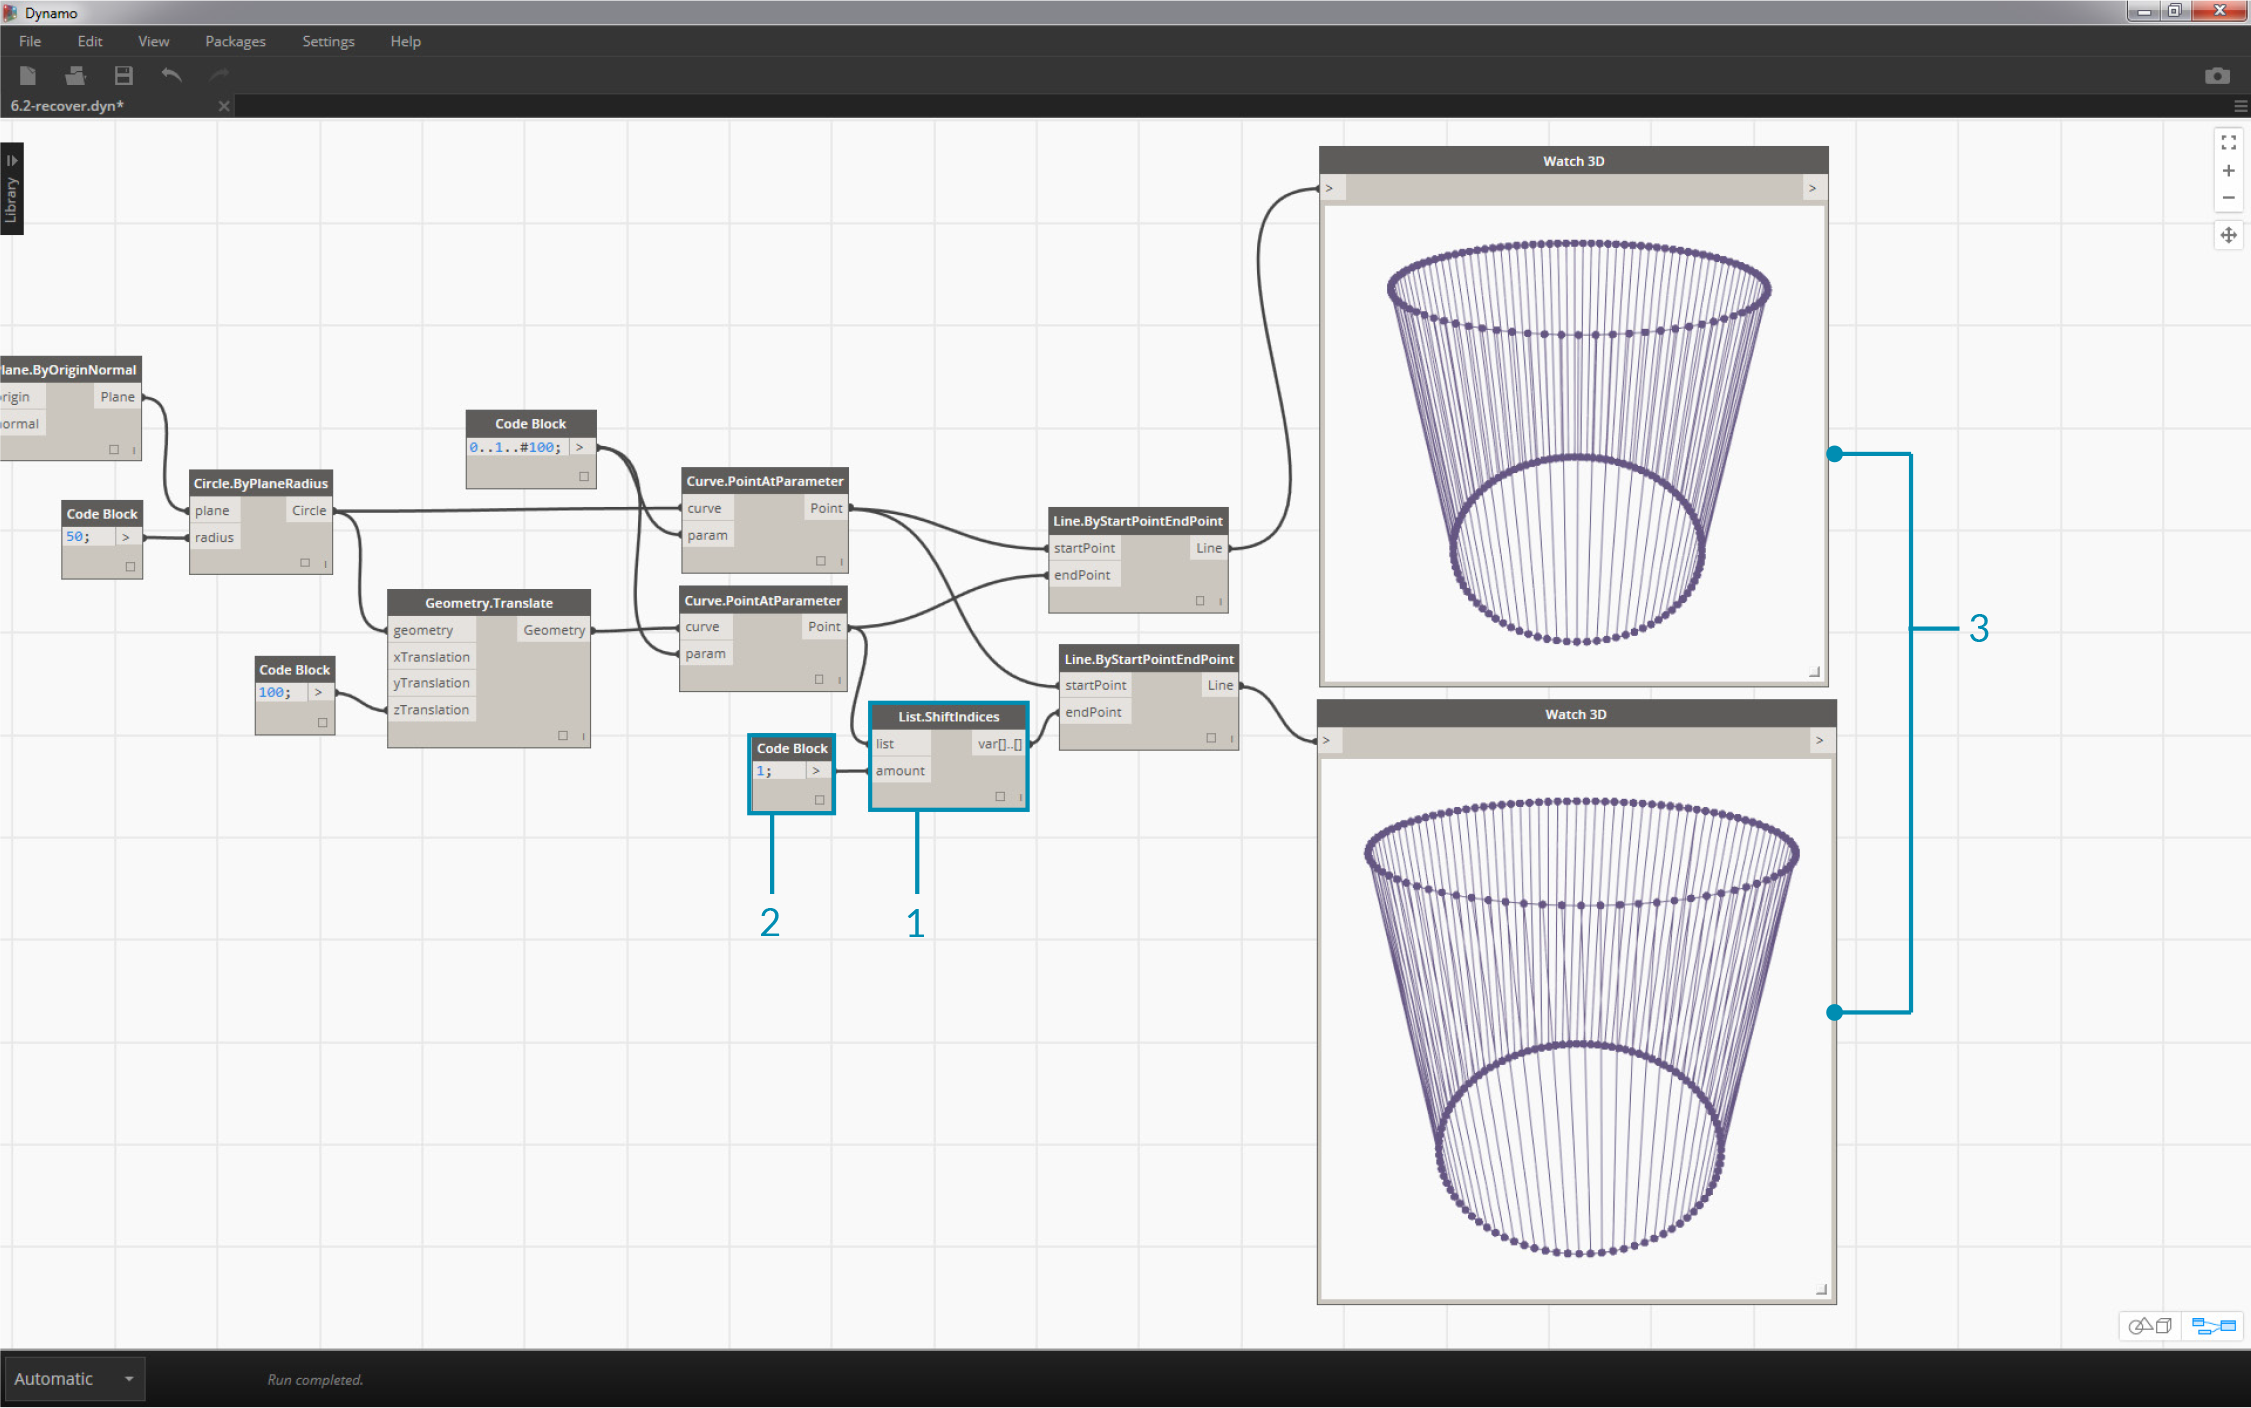 Dynamo
File Edit View Packages Settings Help
6.2-recover.dyn*
Library
lane.ByOriginNormal
rigin Plane
ormal
Code Block
50; >
Circle.ByPlaneRadius
plane Circle
radius
Code Block
0..1..#100; >
Code Block
100; >
Geometry.Translate
geometry Geometry
xTranslation
yTranslation
zTranslation
Curve.PointAtParameter
curve Point
param
Curve.PointAtParameter
curve Point
param
Code Block
1; >
List.ShiftIndices
list var[]..[]
amount
Line.ByStartPointEndPoint
startPoint Line
endPoint
Line.ByStartPointEndPoint
startPoint Line
endPoint
Watch 3D
> >
Watch 3D
> >
2
1
3
Automatic
Run completed.